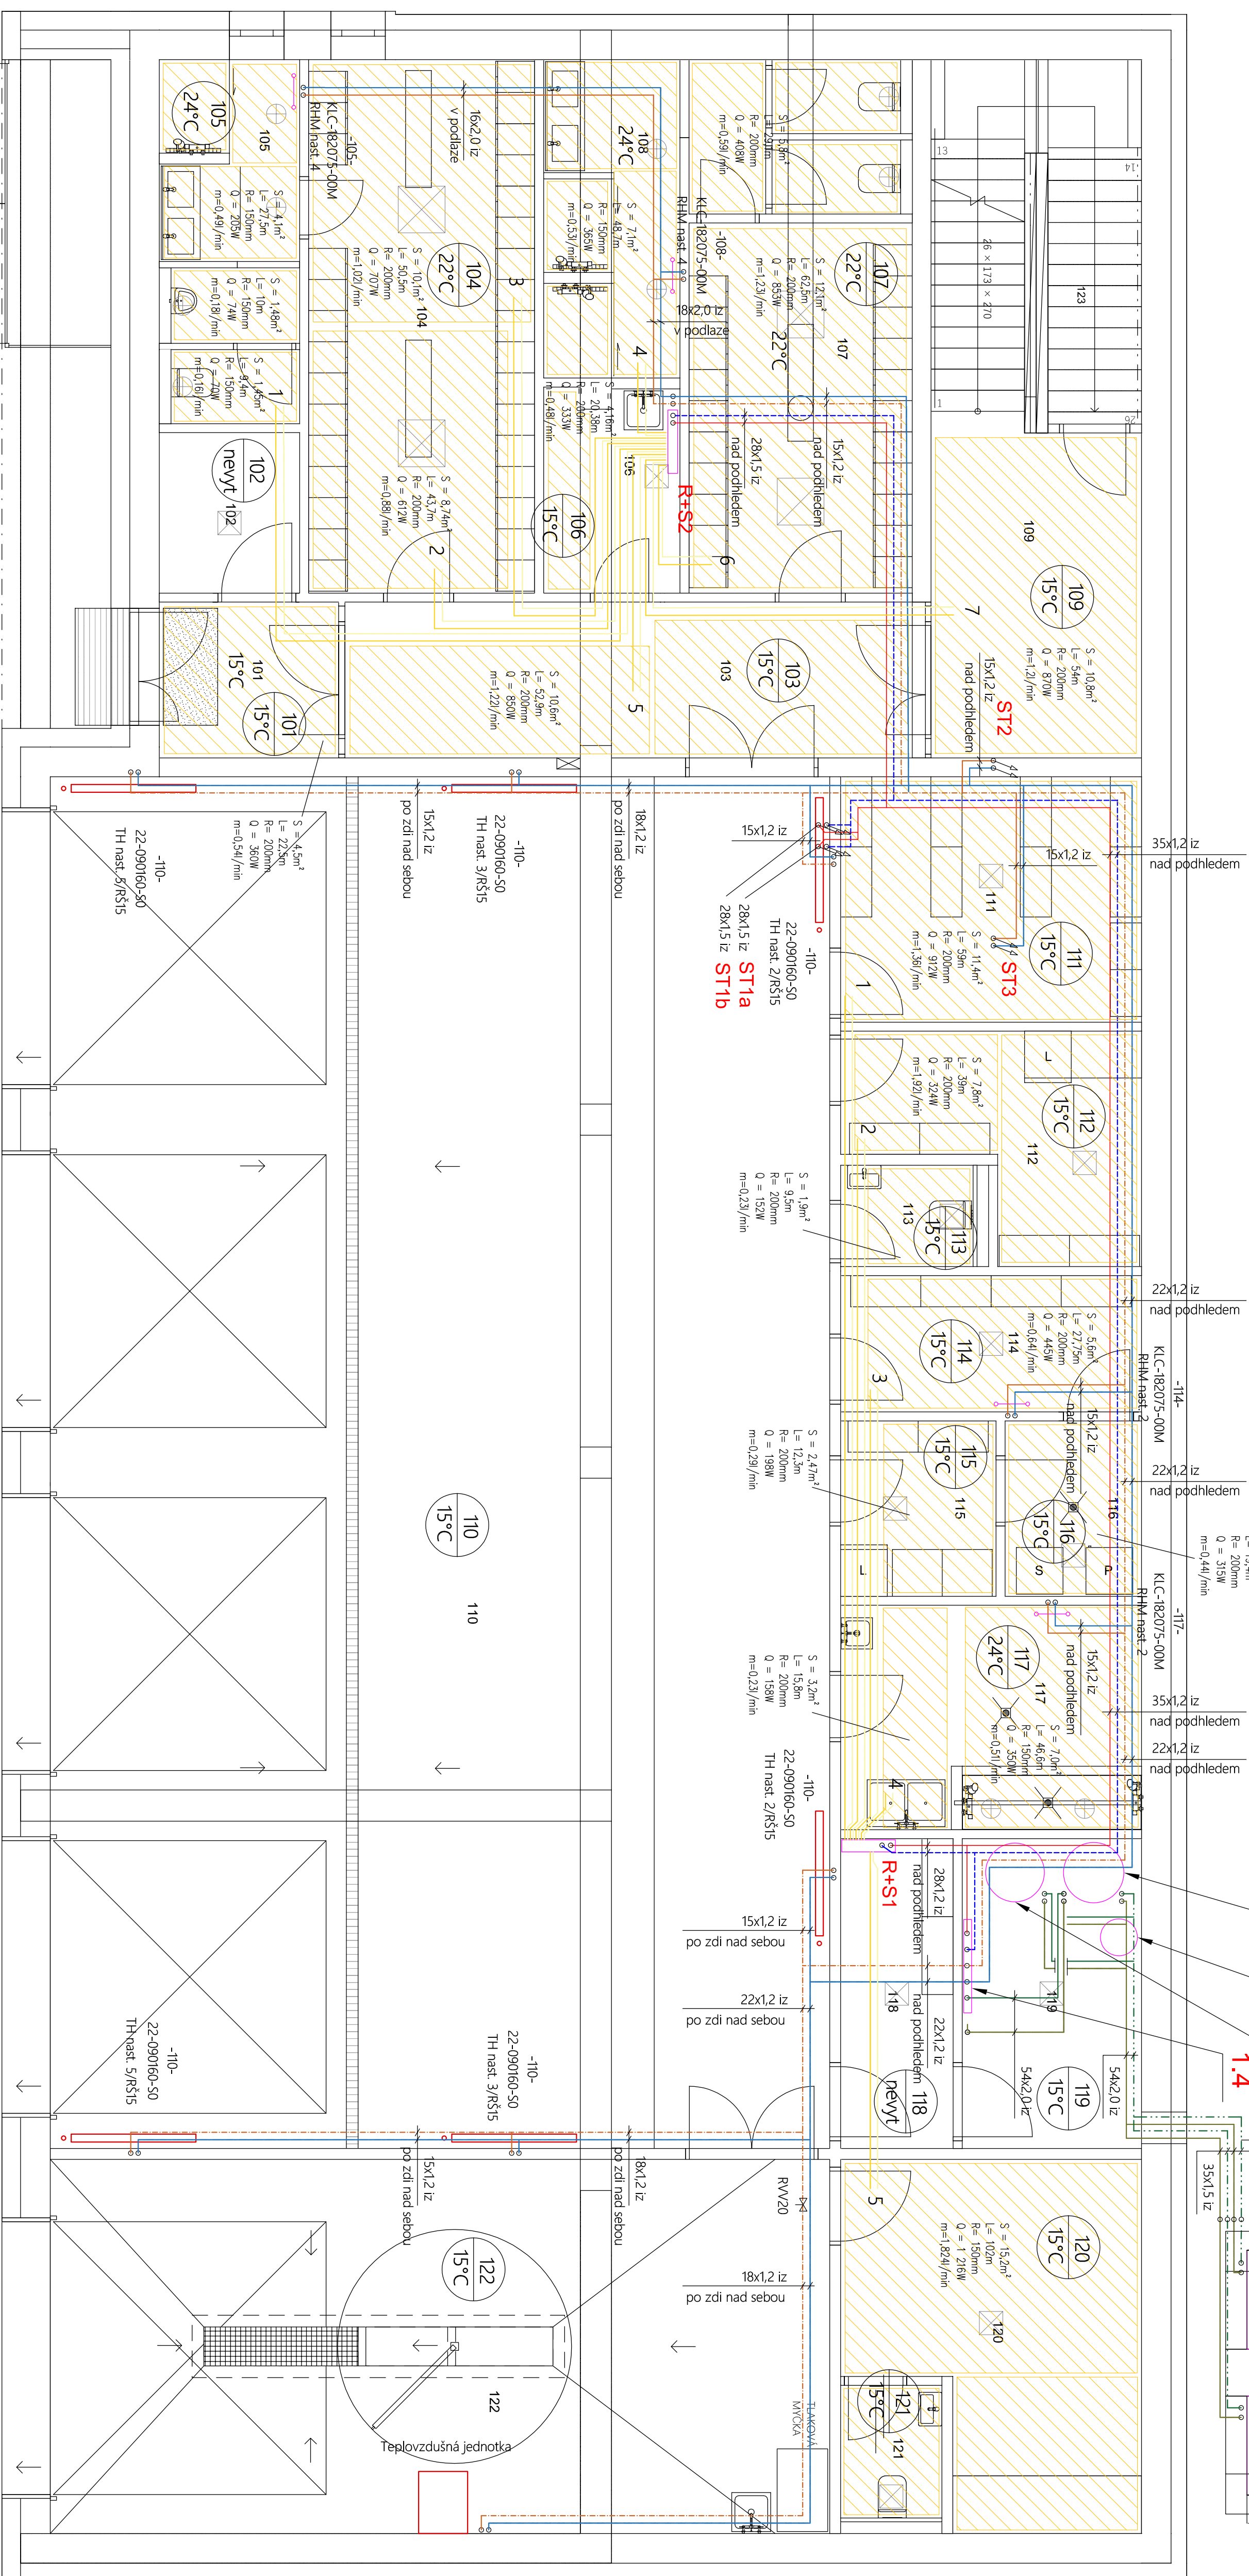 105
24°C
105
S = 4,1m²
L= 27,5m
R= 150mm
Q = 205W
m=0,49l/min
S = 1,48m²
L= 10m
R= 150mm
Q = 74W
m=0,18l/min
S = 1,45m²
L= 9,4m
R= 150mm
Q = 70W
m=0,16l/min
1
102
nevyt
102
-105-
KLC-182075-00M
RHM nast. 4
16x2,0 iz
v podlaze
104
22°C
104
3
S = 10,1m²
L= 50,5m
R= 200mm
Q = 707W
m=1,02l/min
S = 8,74m²
L= 43,7m
R= 200mm
Q = 612W
m=0,88l/min
2
108
24°C
S = 7,1m²
L= 48,7m
R= 150mm
Q = 365W
m=0,53l/min
4
-108-
KLC-182075-00M
RHM nast. 4
18x2,0 iz
v podlaze
S = 4,16m²
L= 20,38m
R= 200mm
Q = 333W
m=0,48l/min
106
15°C
106
R+S2
S = 5,8m²
L= 29m
R= 200mm
Q = 408W
m=0,59l/min
107
22°C
22°C
107
S = 12,1m²
L= 62,5m
R= 200mm
Q = 853W
m=1,23l/min
28x1,5 iz
nad podhledem
15x1,2 iz
nad podhledem
6
13
14
26 × 173 × 270
123
1
26
109
109
15°C
S = 10,8m²
L= 54m
R= 200mm
Q = 870W
m=1,2l/min
7
15x1,2 iz
nad podhledem
ST2
101
15°C
101
15°C
S = 4,5m²
L= 22,5m
R= 200mm
Q = 360W
m=0,54l/min
S = 10,6m²
L= 52,9m
R= 200mm
Q = 850W
m=1,22l/min
5
103
103
15°C
-110-
22-090160-S0
TH nast. 5/RŠ15
15x1,2 iz
po zdi nad sebou
-110-
22-090160-S0
TH nast. 3/RŠ15
18x1,2 iz
po zdi nad sebou
15x1,2 iz
-110-
22-090160-S0
TH nast. 2/RŠ15
28x1,5 iz ST1a
28x1,5 iz ST1b
15x1,2 iz
35x1,2 iz
nad podhledem
111
111
15°C
S = 11,4m²
L= 59m
R= 200mm
Q = 912W
m=1,36l/min
1
ST3
L
112
15°C
112
S = 7,8m²
L= 39m
R= 200mm
Q = 324W
m=1,92l/min
2
113
113
15°C
S = 1,9m²
L= 9,5m
R= 200mm
Q = 152W
m=0,23l/min
22x1,2 iz
nad podhledem
114
15°C
114
S = 5,6m²
L= 27,75m
R= 200mm
Q = 445W
m=0,64l/min
3
-114-
KLC-182075-00M
RHM nast. 2
15x1,2 iz
nad podhledem
22x1,2 iz
nad podhledem
115
15°C
115
S = 2,47m²
L= 12,3m
R= 200mm
Q = 198W
m=0,29l/min
L
116
116
15°C
S
P
R= 200mm
Q = 315W
m=0,44l/min
-117-
KLC-182075-00M
RHM nast. 2
15x1,2 iz
nad podhledem
35x1,2 iz
nad podhledem
22x1,2 iz
nad podhledem
117
24°C
117
S = 7,0m²
L= 46,6m
R= 150mm
Q = 350W
m=0,51l/min
S = 3,2m²
L= 15,8m
R= 200mm
Q = 158W
m=0,23l/min
4
110
15°C
110
-110-
22-090160-S0
TH nast. 2/RŠ15
R+S1
28x1,2 iz
nad podhledem
22x1,2 iz
nad podhledem
15x1,2 iz
po zdi nad sebou
22x1,2 iz
po zdi nad sebou
118
118
nevyt
119
119
15°C
54x2,0 iz
54x2,0 iz
1.4
35x1,5 iz
-110-
22-090160-S0
TH nast. 5/RŠ15
-110-
22-090160-S0
TH nast. 3/RŠ15
15x1,2 iz
po zdi nad sebou
18x1,2 iz
po zdi nad sebou
RVV20
18x1,2 iz
po zdi nad sebou
5
120
15°C
S = 15,2m²
L= 102m
R= 150mm
Q = 1 216W
m=1,824l/min
120
121
15°C
121
122
15°C
122
Teplovzdušná jednotka
TLAKOVÁ
MYČKA